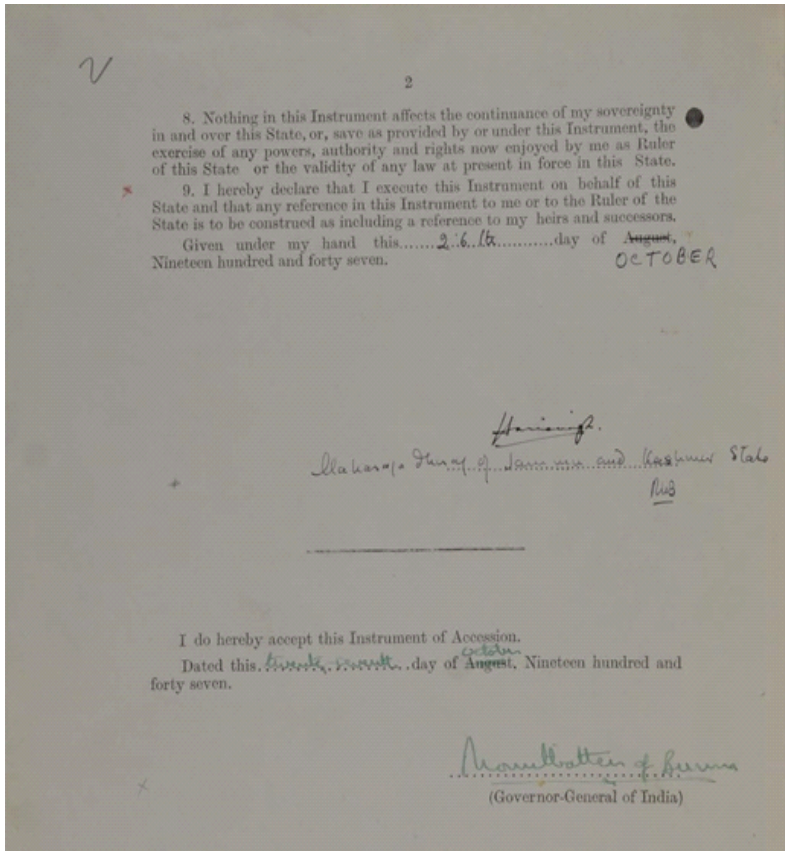 2
8. Nothing in this Instrument affects the continuance of my sovereignty
in and over this State, or, save as provided by or under this Instrument, the
exercise of any powers, authority and rights now enjoyed by me as Ruler
of this State or the validity of any law at present in force in this State.
9. I hereby declare that I execute this Instrument on behalf of this
State and that any reference in this Instrument to me or to the Ruler of the
State is to be construed as including a reference to my heirs and successors.
Given under my hand this.......26th..........day of August,
Nineteen hundred and forty seven. OCTOBER
Harisingh.
Maharaja of Jammu and Kashmir State
I do hereby accept this Instrument of Accession.
October
Dated this twenty seventh day of August, Nineteen hundred and
forty seven.
Mountbatten of Burma
(Governor-General of India)